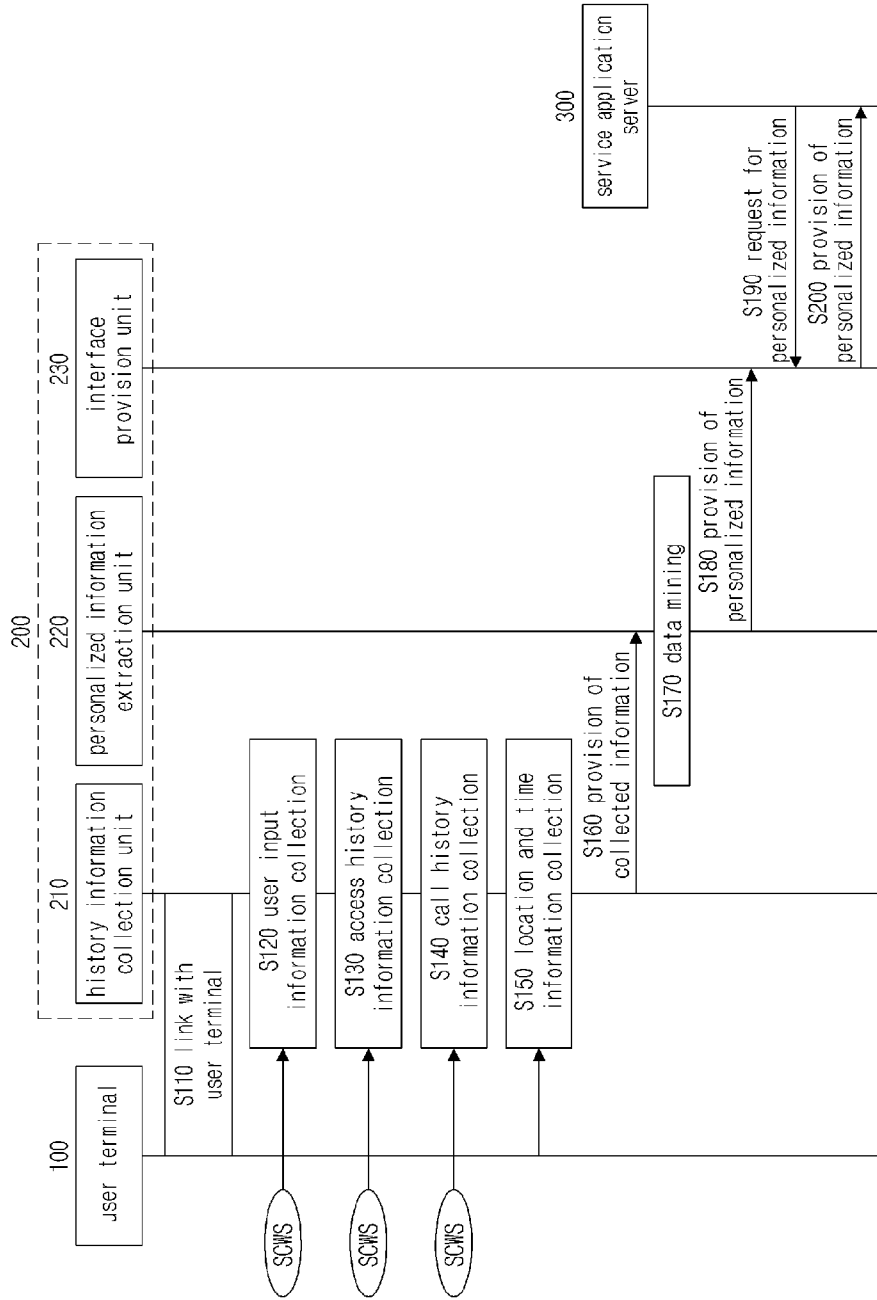 200
100
user terminal
210
history information
collection unit
220
personalized information
extraction unit
230
interface
provision unit
300
service application
server
S110 link with
user terminal
SCWS
S120 user input
information collection
SCWS
S130 access history
information collection
SCWS
S140 call history
information collection
S150 location and time
information collection
S160 provision of
collected information
S170 data mining
S180 provision of
personalized information
S190 request for
personalized information
S200 provision of
personalized information